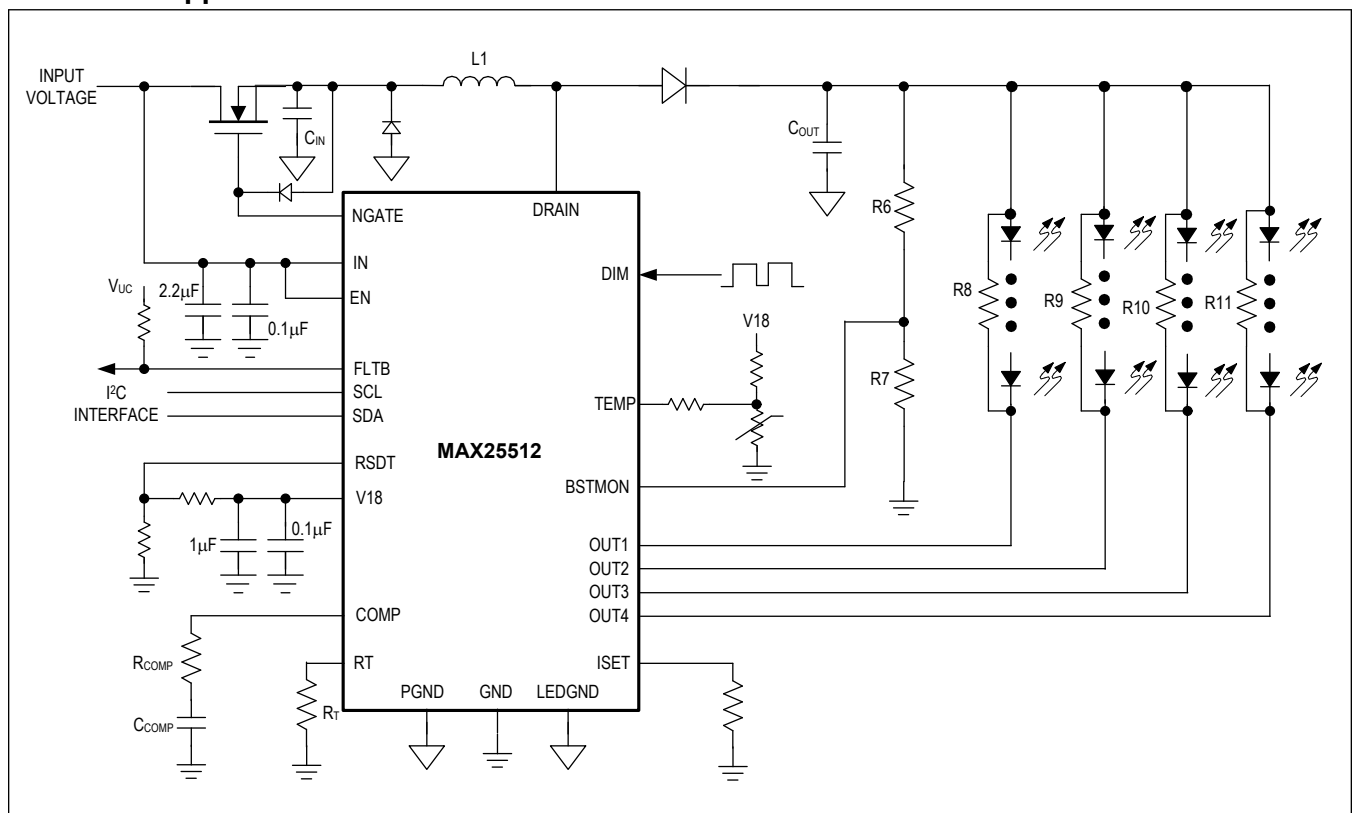 INPUT
VOLTAGE
L1
CIN
COUT
NGATE
DRAIN
R6
IN
DIM
VUC
2.2µF
0.1µF
EN
V18
R8
R9
R10
R11
FLTB
I²C
INTERFACE
SCL
SDA
TEMP
R7
MAX25512
RSDT
V18
BSTMON
1µF
0.1µF
OUT1
OUT2
OUT3
OUT4
COMP
RCOMP
RT
ISET
PGND
GND
LEDGND
CCOMP
RT